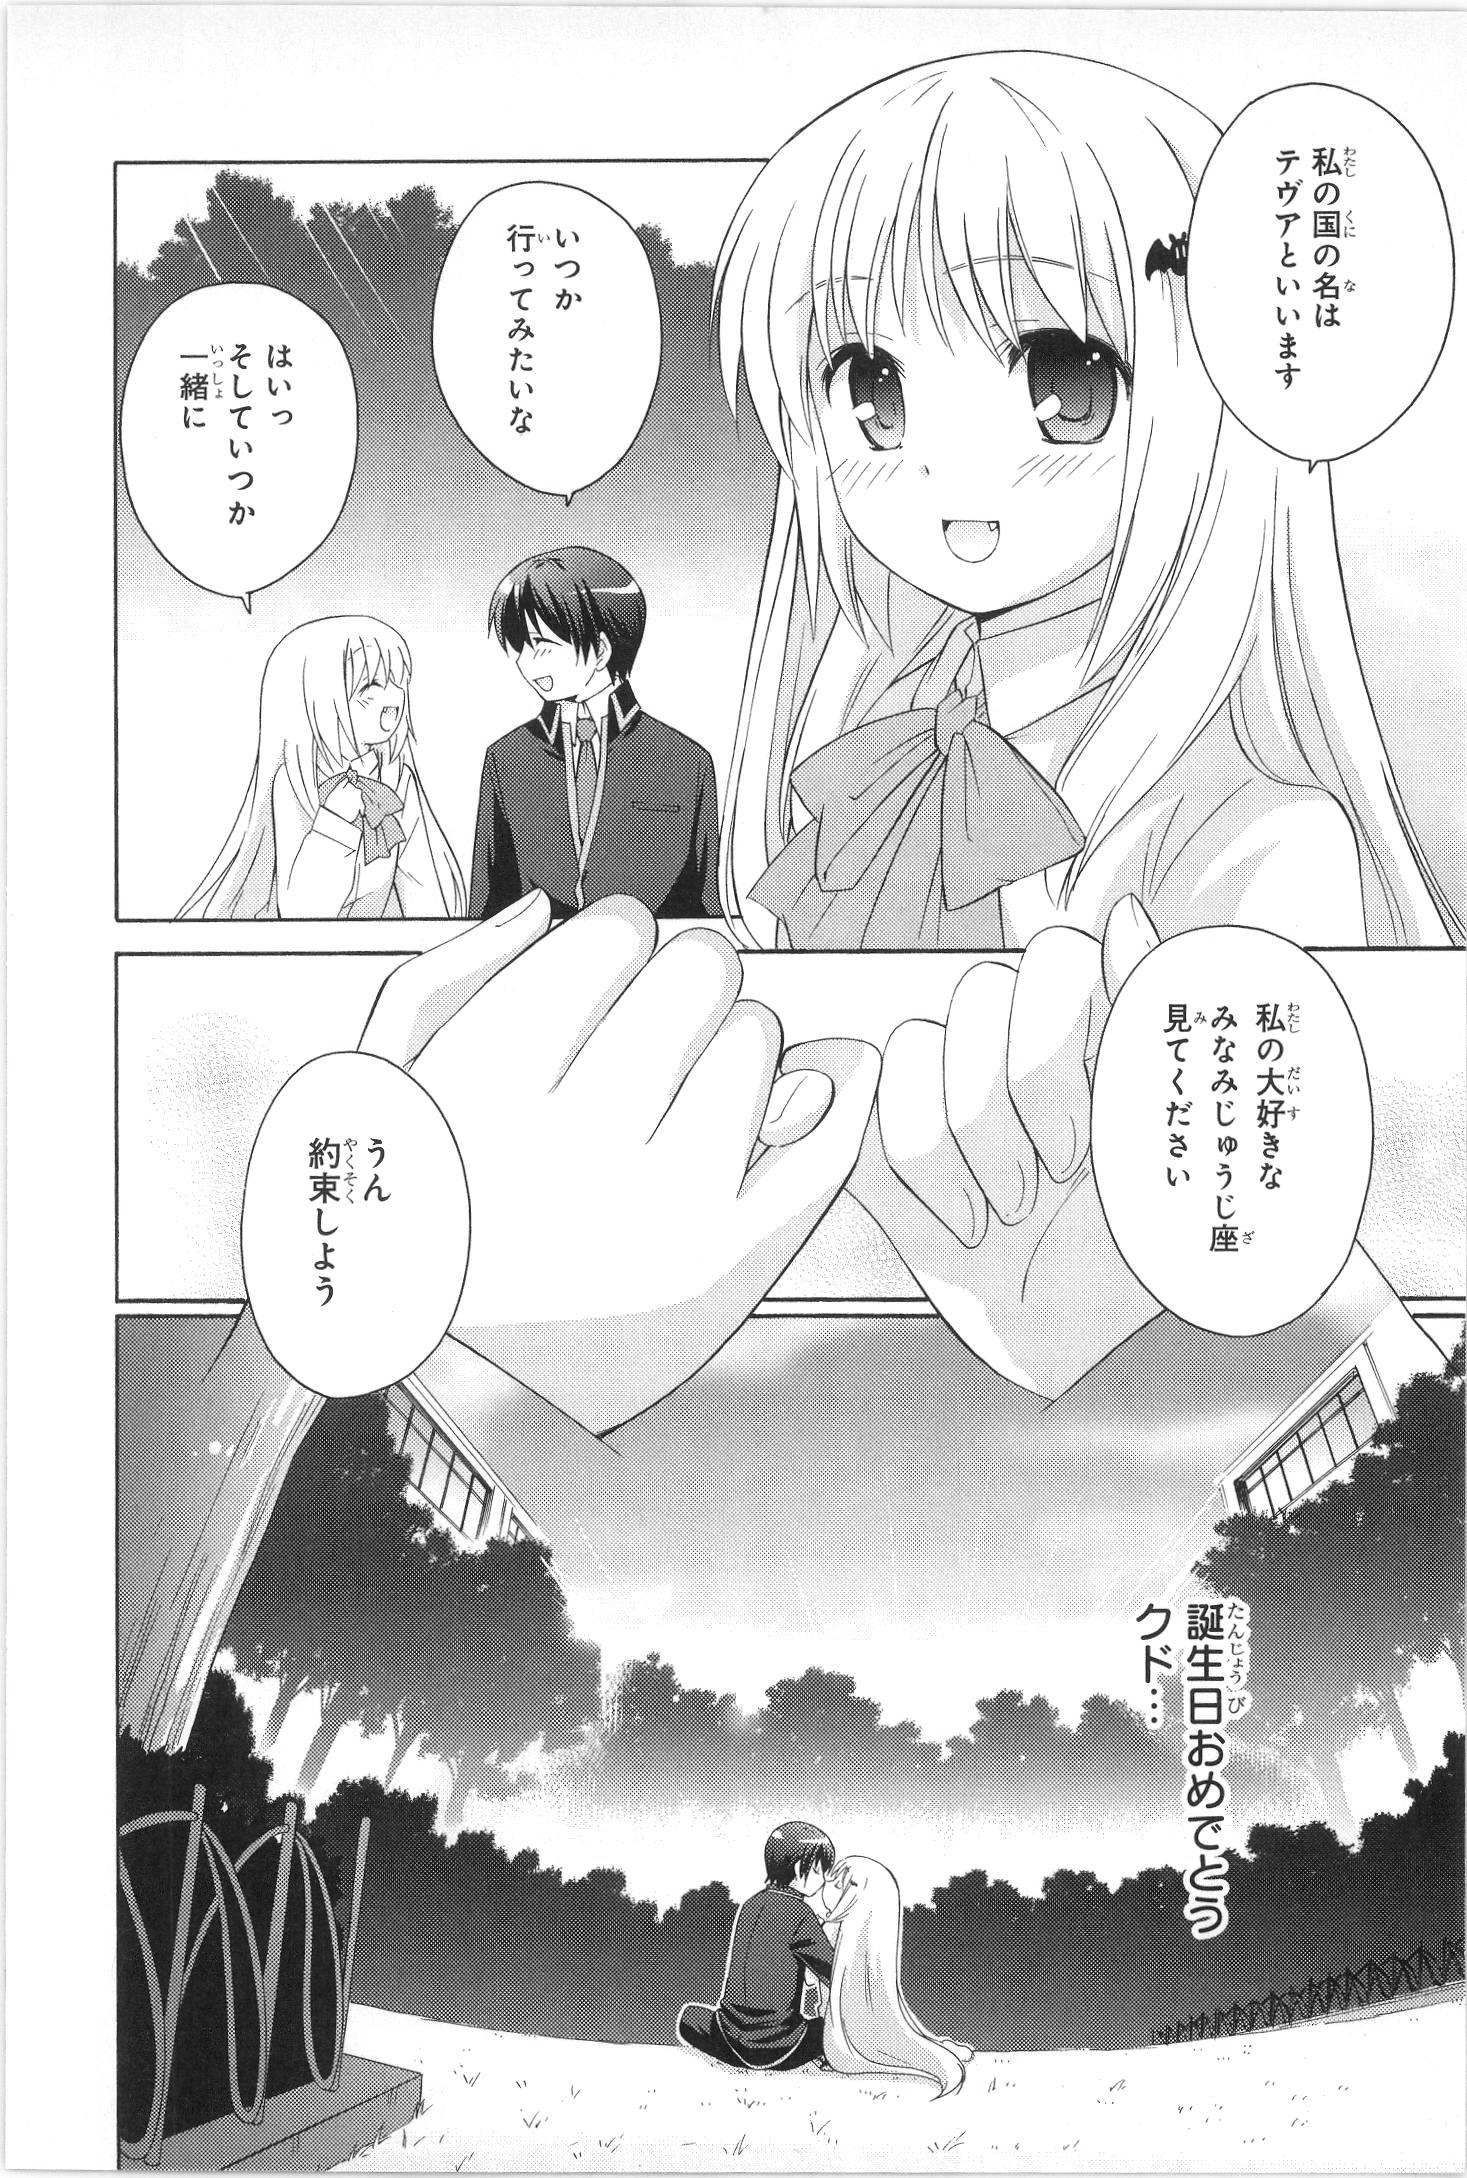 私の国の名は
テヴアといいます
いつか
行ってみたいな
はいっ
そしていつか
一緒に
私の大好きな
みなみじゅうじ座
見てください
うん
約束しよう
誕生日おめでとう
クド…